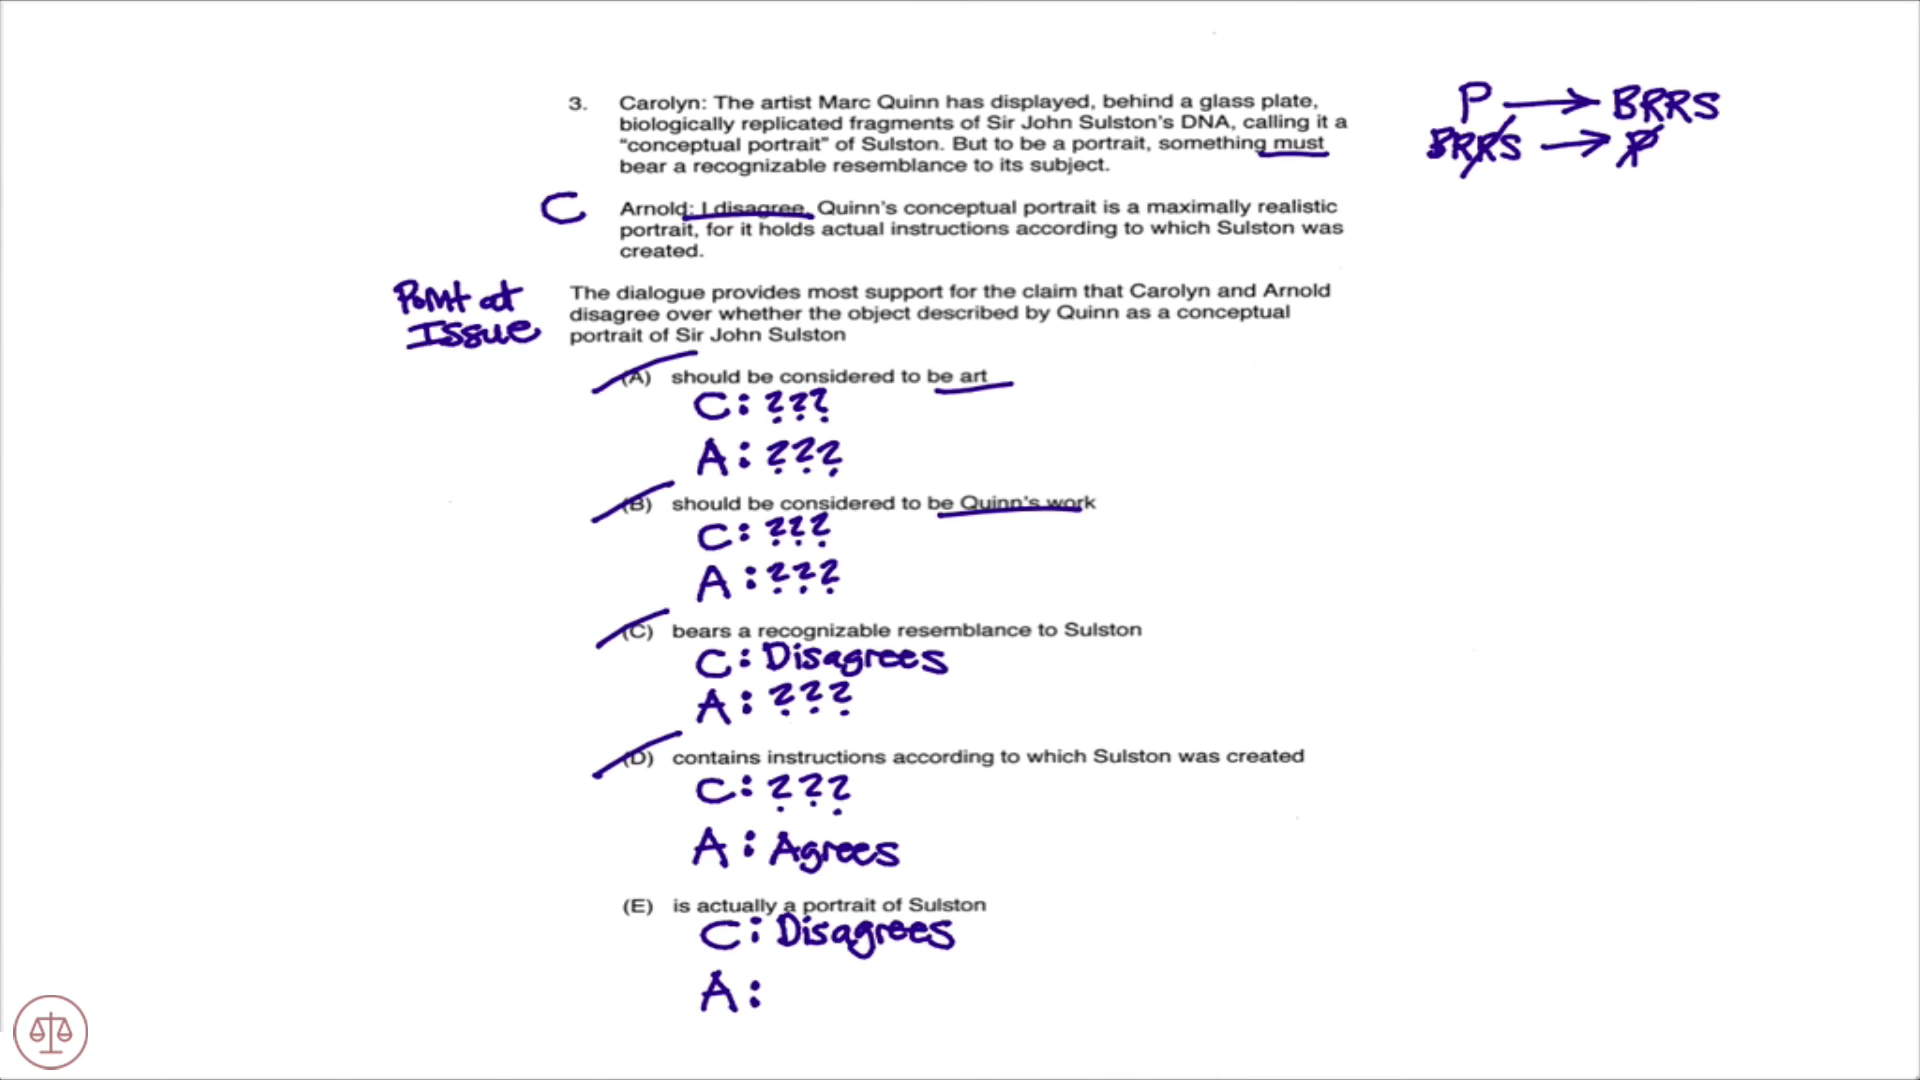 3. Carolyn: The artist Marc Quinn has displayed, behind a glass plate,
biologically replicated fragments of Sir John Sulston's DNA, calling it a
“conceptual portrait” of Sulston. But to be a portrait, something must
bear a recognizable resemblance to its subject.
P → BRRS
BRRS → P
C
Arnold: I disagree. Quinn's conceptual portrait is a maximally realistic
portrait, for it holds actual instructions according to which Sulston was
created.
Point at
Issue
The dialogue provides most support for the claim that Carolyn and Arnold
disagree over whether the object described by Quinn as a conceptual
portrait of Sir John Sulston
(A) should be considered to be art
C: ???
A: ???
(B) should be considered to be Quinn's work
C: ???
A: ???
(C) bears a recognizable resemblance to Sulston
C: Disagrees
A: ???
(D) contains instructions according to which Sulston was created
C: ???
A: Agrees
(E) is actually a portrait of Sulston
C: Disagrees
A: